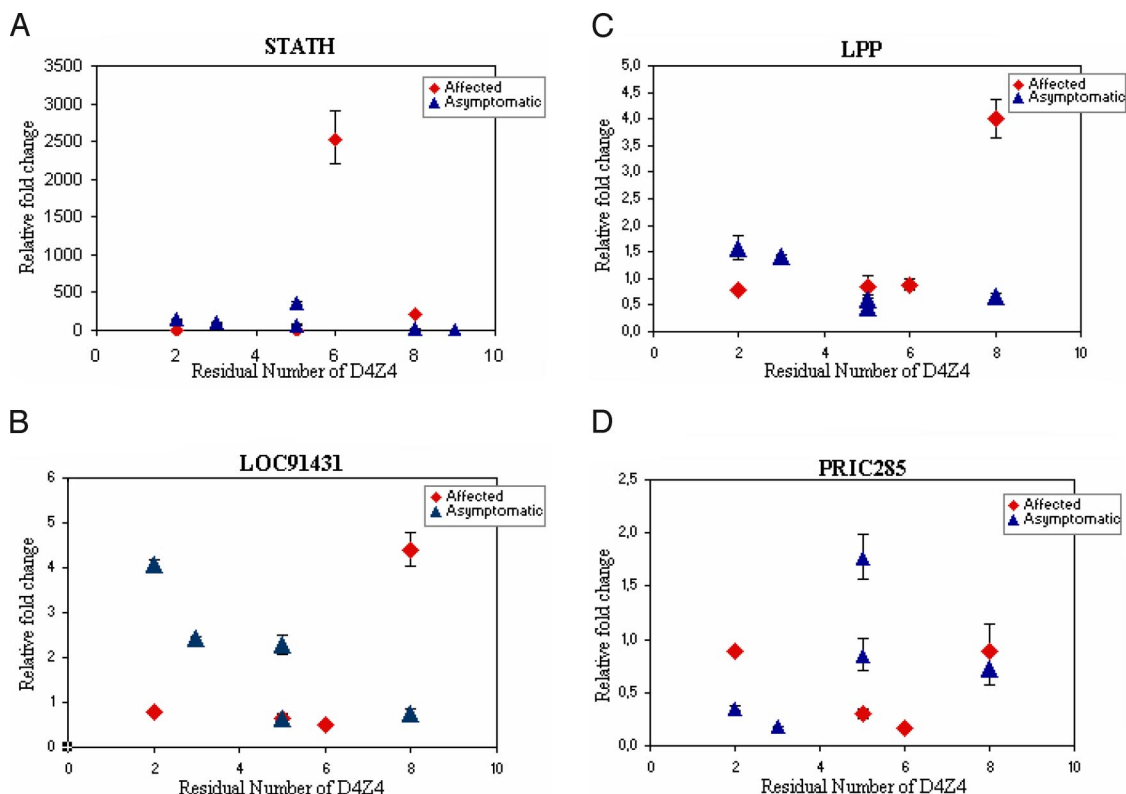 A
STATH
3500
3000
2500
2000
1500
1000
500
0
Relative fold change
Affected
Asymptomatic
0 2 4 6 8 10
Residual Number of D4Z4
C
LPP
5,0
4,5
4,0
3,5
3,0
2,5
2,0
1,5
1,0
0,5
0,0
Relative fold change
Affected
Asymptomatic
0 2 4 6 8 10
Residual Number of D4Z4
B
LOC91431
6
5
4
3
2
1
0
Relative fold change
Affected
Asymptomatic
0 2 4 6 8 10
Residual Number of D4Z4
D
PRIC285
2,5
2,0
1,5
1,0
0,5
0,0
Relative fold change
Affected
Asymptomatic
0 2 4 6 8 10
Residual Number of D4Z4